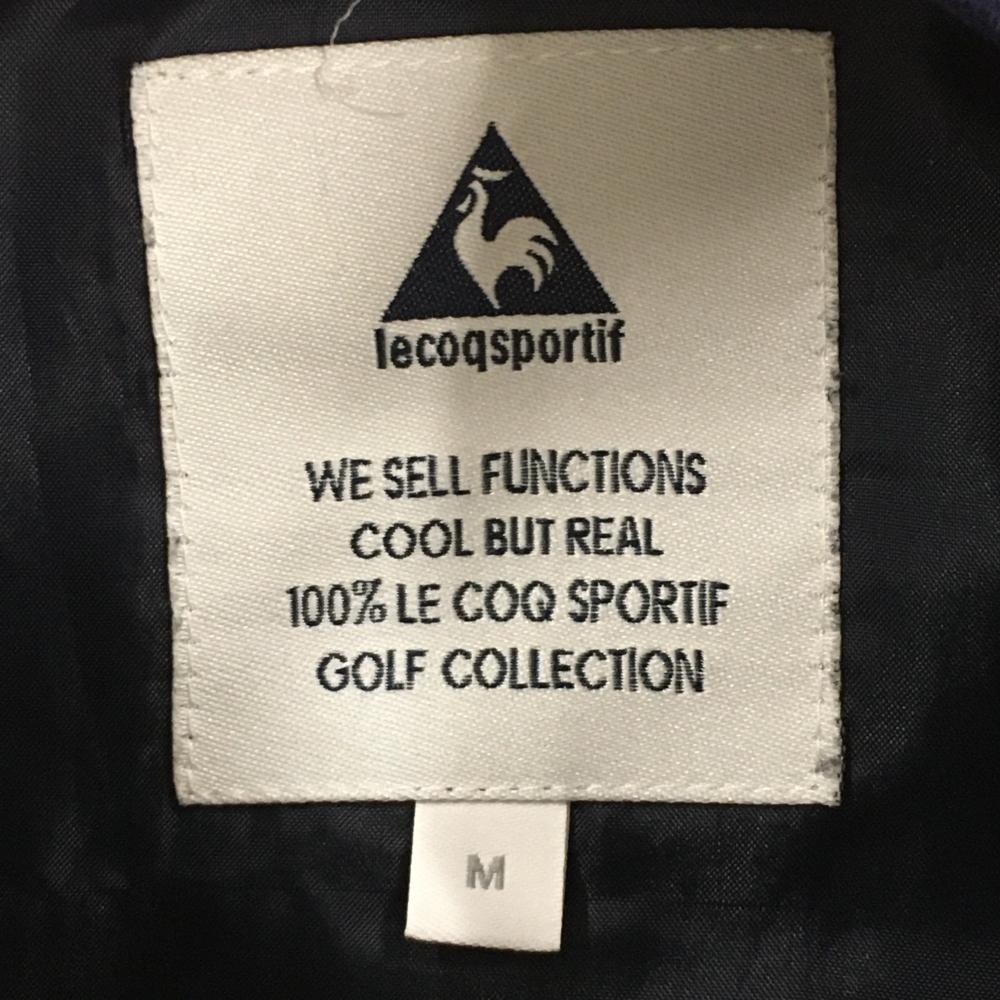 lecoqsportif
WE SELL FUNCTIONS
COOL BUT REAL
100% LE COQ SPORTIF
GOLF COLLECTION
M